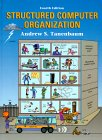 Fourth Edition
STRUCTURED COMPUTER
ORGANIZATION
Andrew S. Tanenbaum